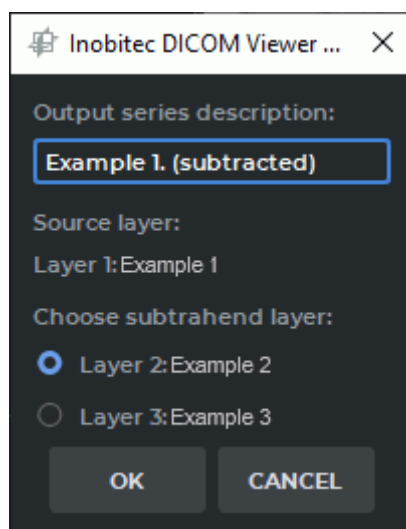 Inobitec DICOM Viewer ...
Output series description:
Example 1. (subtracted)
Source layer:
Layer 1: Example 1
Choose subtrahend layer:
Layer 2: Example 2
Layer 3: Example 3
OK CANCEL